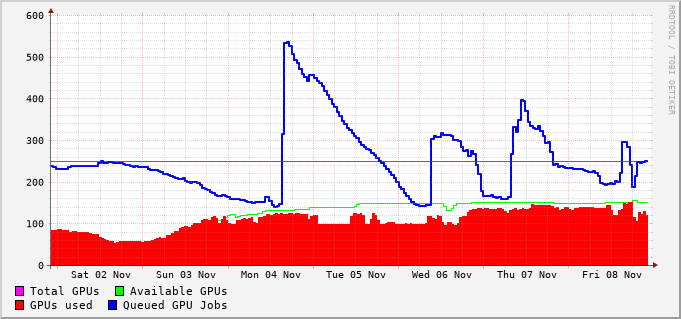 RRDTOOL / TOBI OETIKER
600
500
400
300
200
100
0
Sat 02 Nov Sun 03 Nov Mon 04 Nov Tue 05 Nov Wed 06 Nov Thu 07 Nov Fri 08 Nov
Total GPUs Available GPUs
GPUs used Queued GPU Jobs